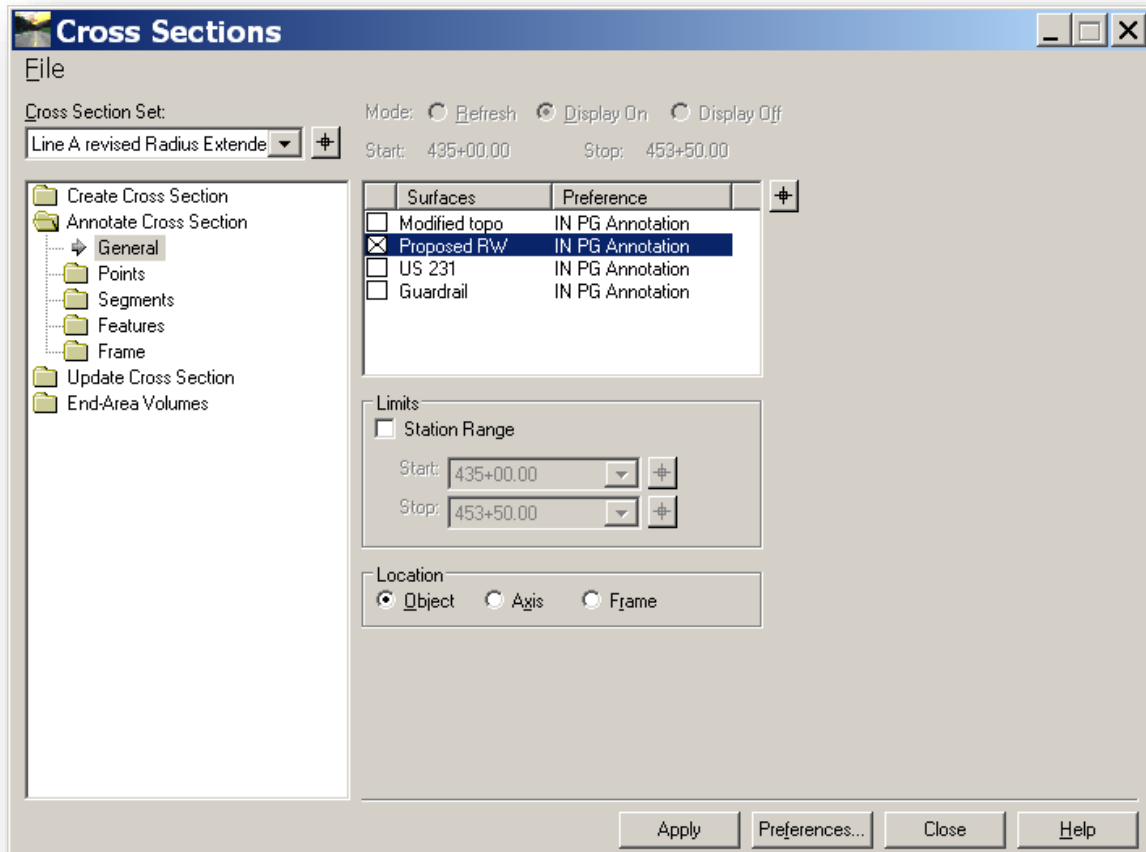 Cross Sections
File
Cross Section Set:
Line A revised Radius Extende
Mode: Refresh Display On Display Off
Start: 435+00.00 Stop: 453+50.00
Create Cross Section
Annotate Cross Section
General
Points
Segments
Features
Frame
Update Cross Section
End-Area Volumes
Surfaces Preference
Modified topo IN PG Annotation
Proposed RW IN PG Annotation
US 231 IN PG Annotation
Guardrail IN PG Annotation
Limits
Station Range
Start: 435+00.00
Stop: 453+50.00
Location
Object Axis Frame
Apply Preferences... Close Help